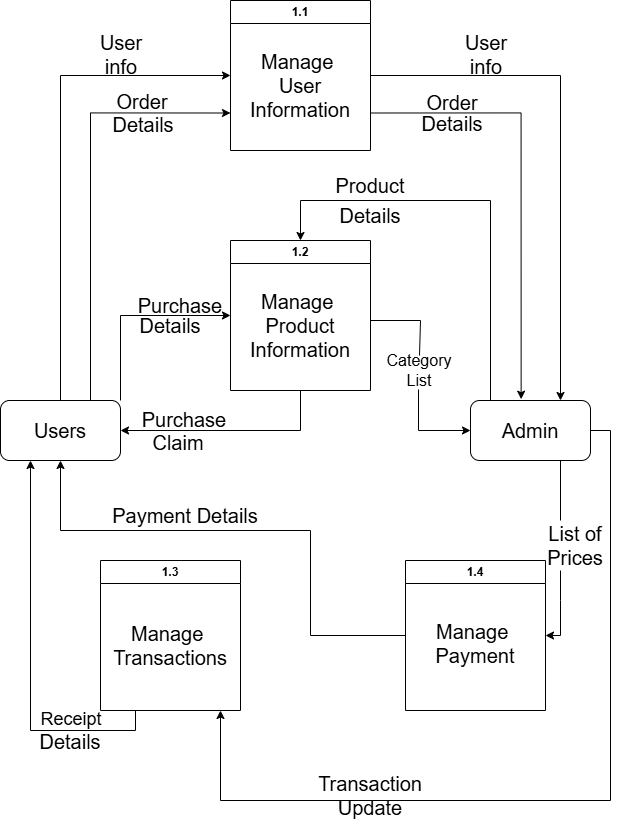 1.1
Manage
User
Information
User
info
Order
Details
User
info
Order
Details
Product
Details
1.2
Manage
Product
Information
Purchase
Details
Category
List
Users
Purchase
Claim
Admin
Payment Details
List of
Prices
1.3
Manage
Transactions
1.4
Manage
Payment
Receipt
Details
Transaction
Update